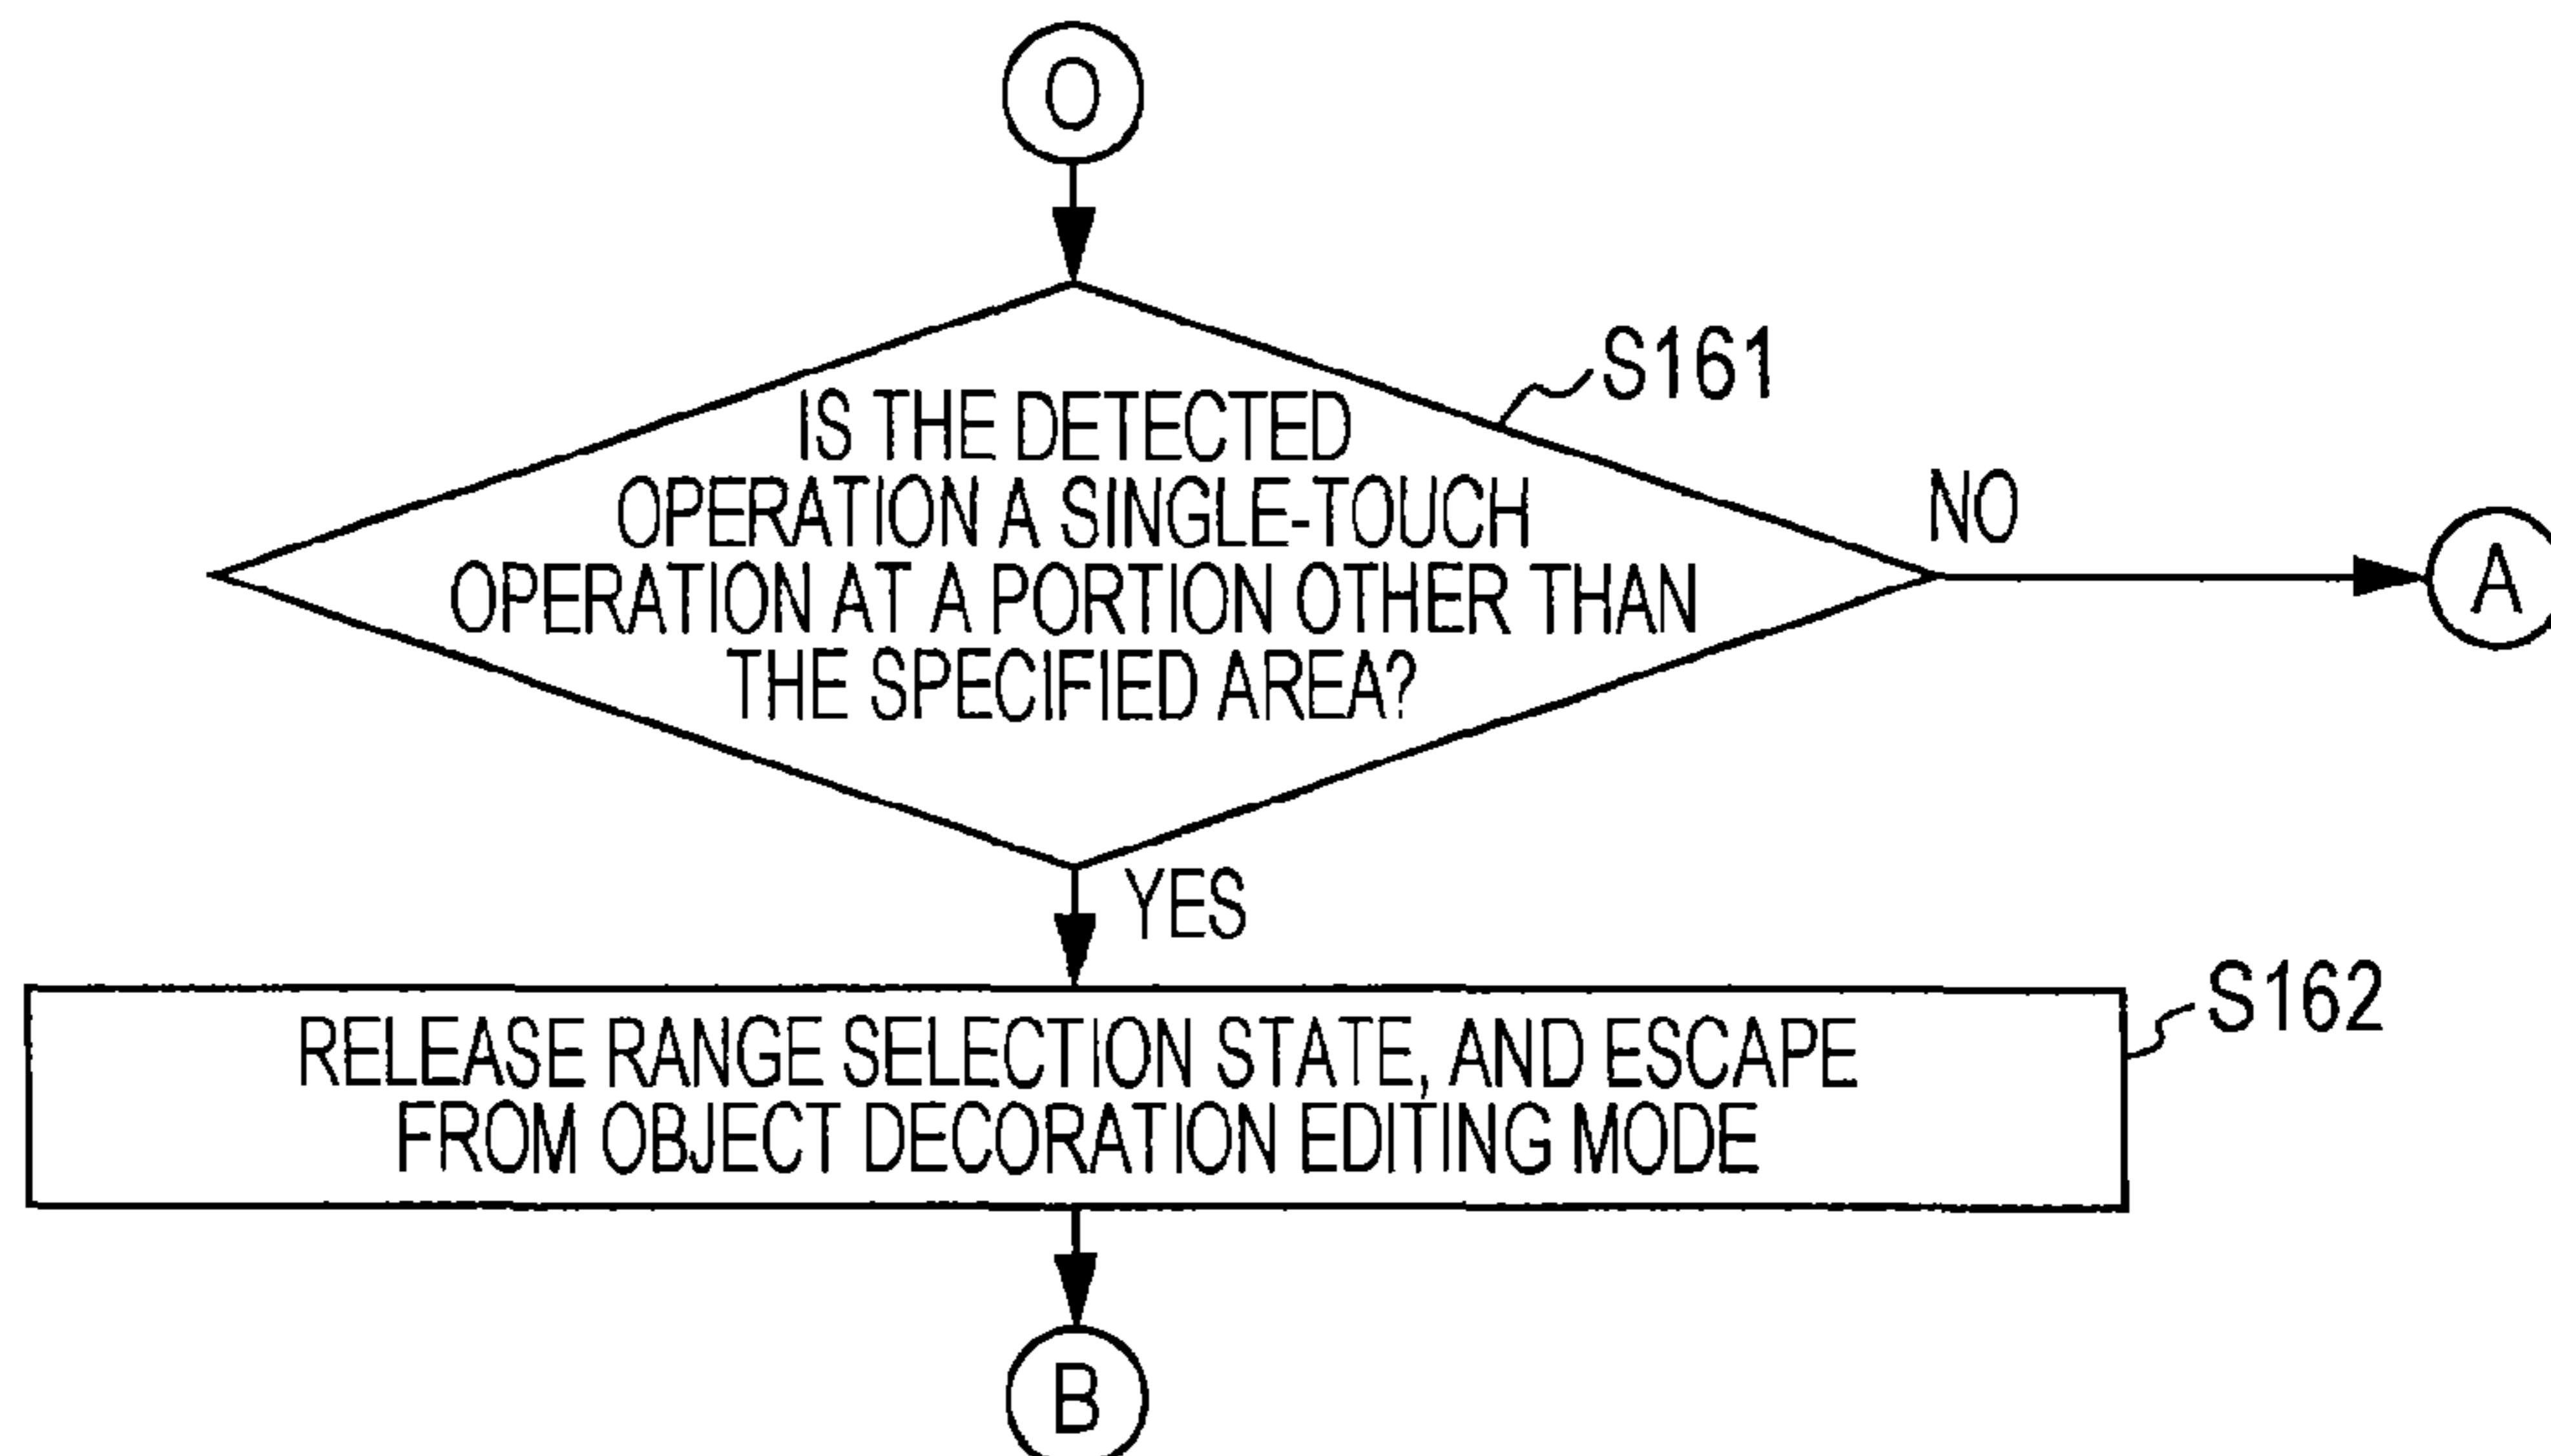 O
S161
IS THE DETECTED
OPERATION A SINGLE-TOUCH
OPERATION AT A PORTION OTHER THAN
THE SPECIFIED AREA?
NO
A
YES
S162
RELEASE RANGE SELECTION STATE, AND ESCAPE
FROM OBJECT DECORATION EDITING MODE
B